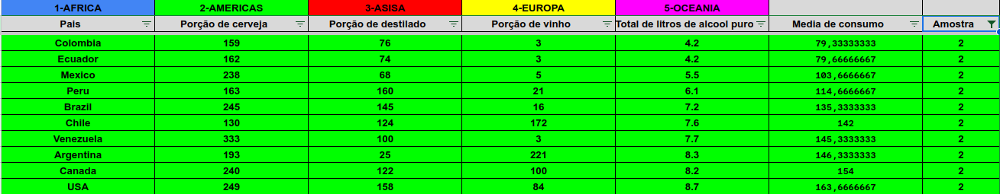 1-AFRICA 2-AMERICAS 3-ASISA 4-EUROPA 5-OCEANIA
Pais Porção de cerveja Porção de destilado Porção de vinho Total de litros de alcool puro Media de consumo Amostra
Colombia 159 76 3 4.2 79,33333333 2
Ecuador 162 74 3 4.2 79,66666667 2
Mexico 238 68 5 5.5 103,6666667 2
Peru 163 160 21 6.1 114,6666667 2
Brazil 245 145 16 7.2 135,3333333 2
Chile 130 124 172 7.6 142 2
Venezuela 333 100 3 7.7 145,3333333 2
Argentina 193 25 221 8.3 146,3333333 2
Canada 240 122 100 8.2 154 2
USA 249 158 84 8.7 163,6666667 2